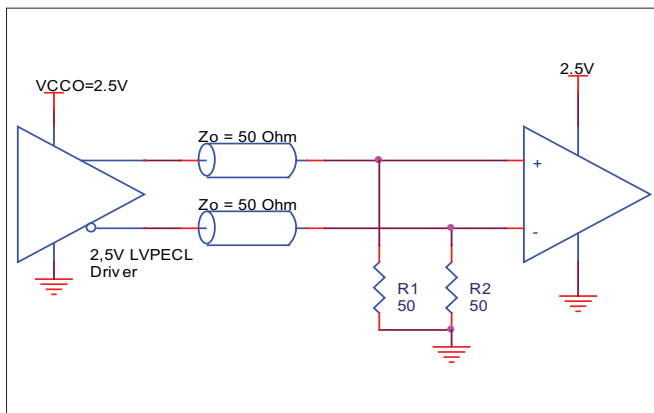 VCCO=2.5V
2.5V
Zo = 50 Ohm
+
Zo = 50 Ohm
-
2,5V LVPECL
Driver
R1
50
R2
50